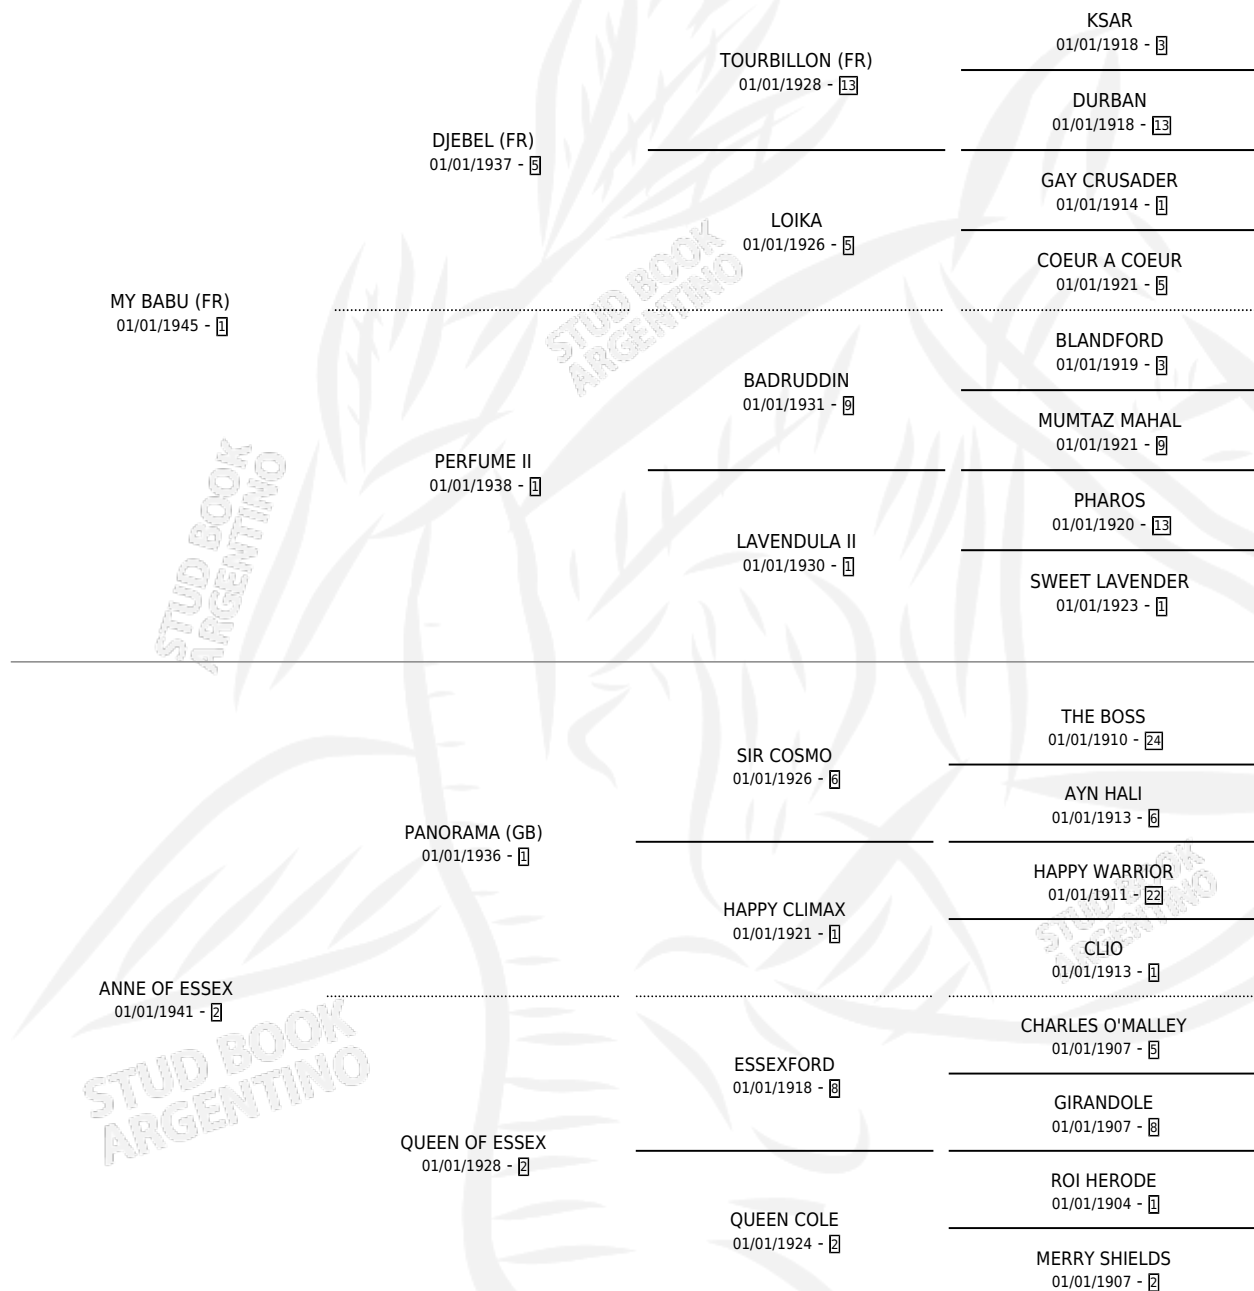 KSAR
01/01/1918 - 3
TOURBILLON (FR)
01/01/1928 - 13
DURBAN
01/01/1918 - 13
DJEBEL (FR)
01/01/1937 - 5
GAY CRUSADER
01/01/1914 - 1
LOIKA
01/01/1926 - 5
COEUR A COEUR
01/01/1921 - 5
MY BABU (FR)
01/01/1945 - 1
STUD BOOK
ARGENTINO
BLANDFORD
01/01/1919 - 3
BADRUDDIN
01/01/1931 - 9
MUMTAZ MAHAL
01/01/1921 - 9
PERFUME II
01/01/1938 - 1
PHAROS
01/01/1920 - 13
LAVENDULA II
01/01/1930 - 1
SWEET LAVENDER
01/01/1923 - 1
STUD BOOK
ARGENTINO
THE BOSS
01/01/1910 - 24
SIR COSMO
01/01/1926 - 6
AYN HALI
01/01/1913 - 6
PANORAMA (GB)
01/01/1936 - 1
HAPPY WARRIOR
01/01/1911 - 22
HAPPY CLIMAX
01/01/1921 - 1
STUD BOOK
ARGENTINO
CLIO
01/01/1913 - 1
ANNE OF ESSEX
01/01/1941 - 2
STUD BOOK
ARGENTINO
CHARLES O'MALLEY
01/01/1907 - 5
ESSEXFORD
01/01/1918 - 8
GIRANDOLE
01/01/1907 - 8
QUEEN OF ESSEX
01/01/1928 - 2
ROI HERODE
01/01/1904 - 1
QUEEN COLE
01/01/1924 - 2
MERRY SHIELDS
01/01/1907 - 2